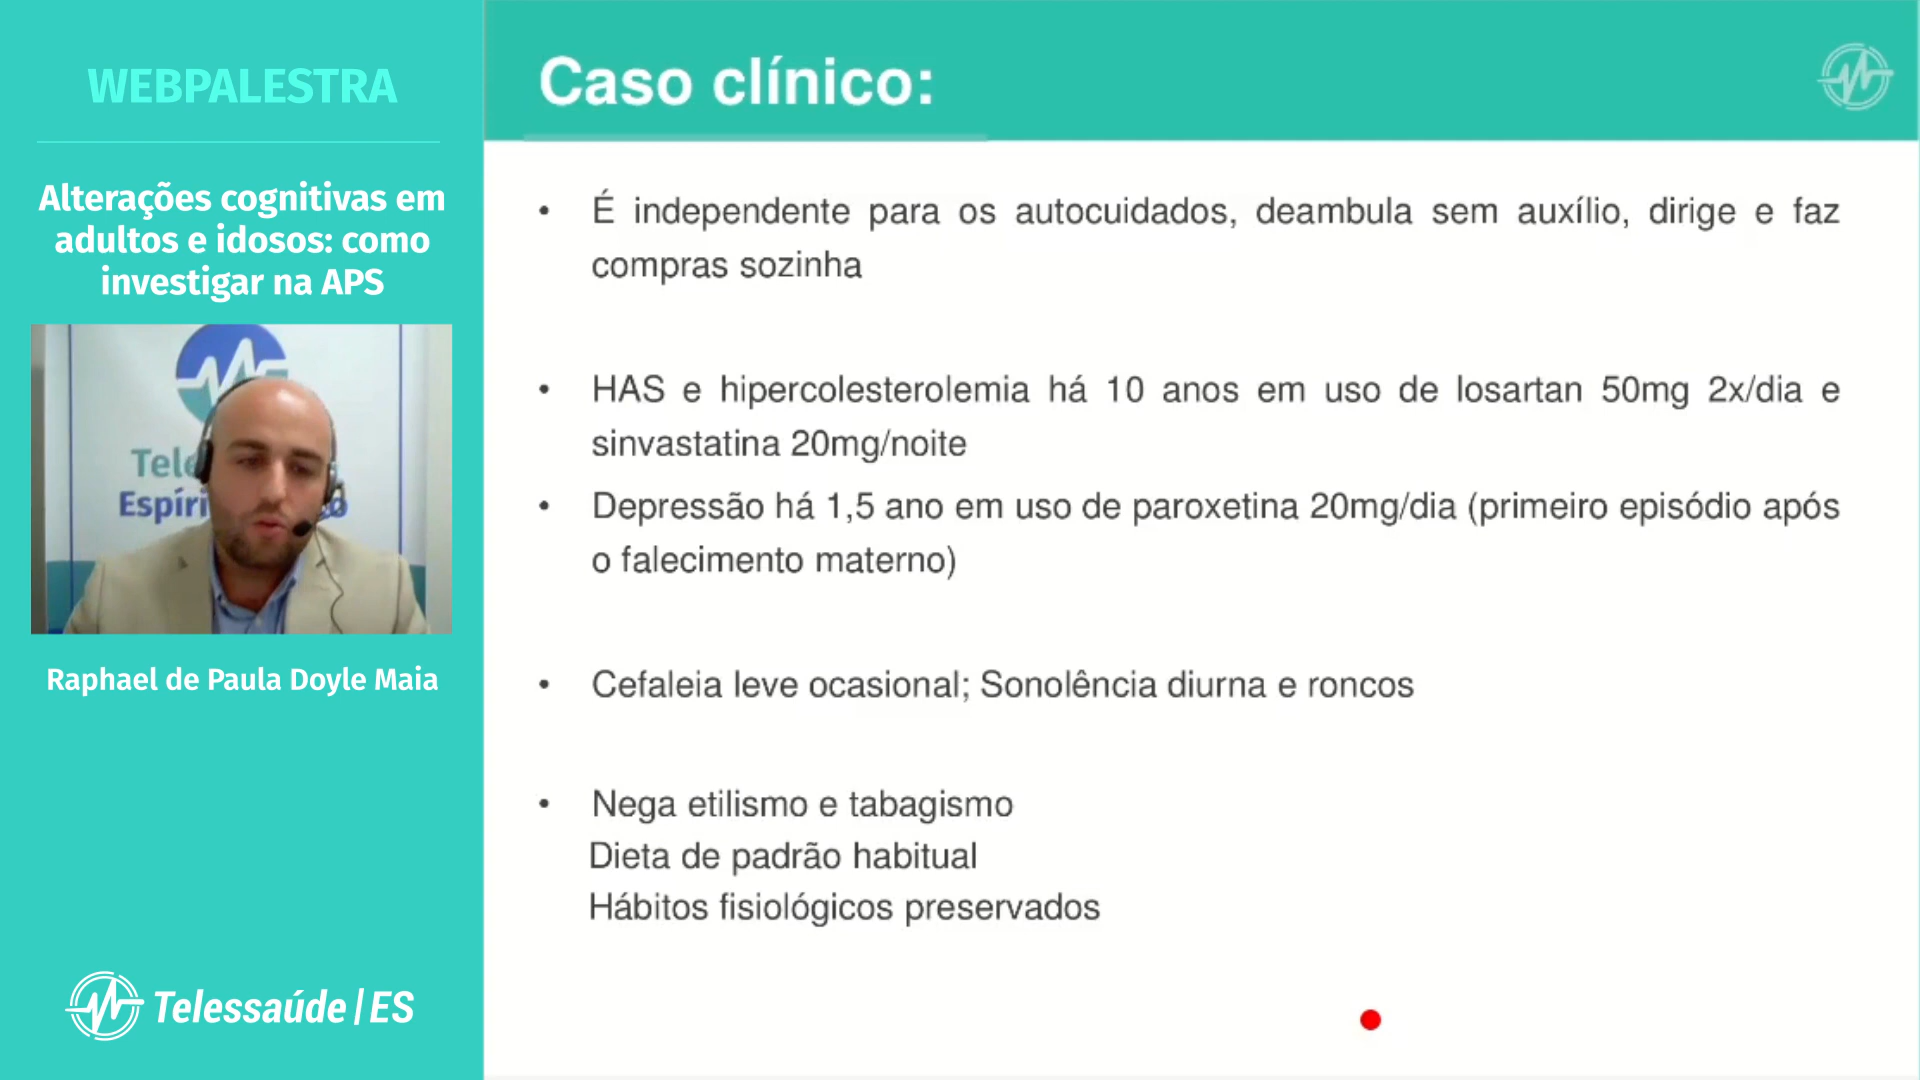 WEBPALESTRA
Alterações cognitivas em
adultos e idosos: como
investigar na APS
Raphael de Paula Doyle Maia
Telessaúde|ES
Caso clínico:
• É independente para os autocuidados, deambula sem auxílio, dirige e faz
compras sozinha
• HAS e hipercolesterolemia há 10 anos em uso de losartan 50mg 2x/dia e
sinvastatina 20mg/noite
• Depressão há 1,5 ano em uso de paroxetina 20mg/dia (primeiro episódio após
o falecimento materno)
• Cefaleia leve ocasional; Sonolência diurna e roncos
• Nega etilismo e tabagismo
Dieta de padrão habitual
Hábitos fisiológicos preservados